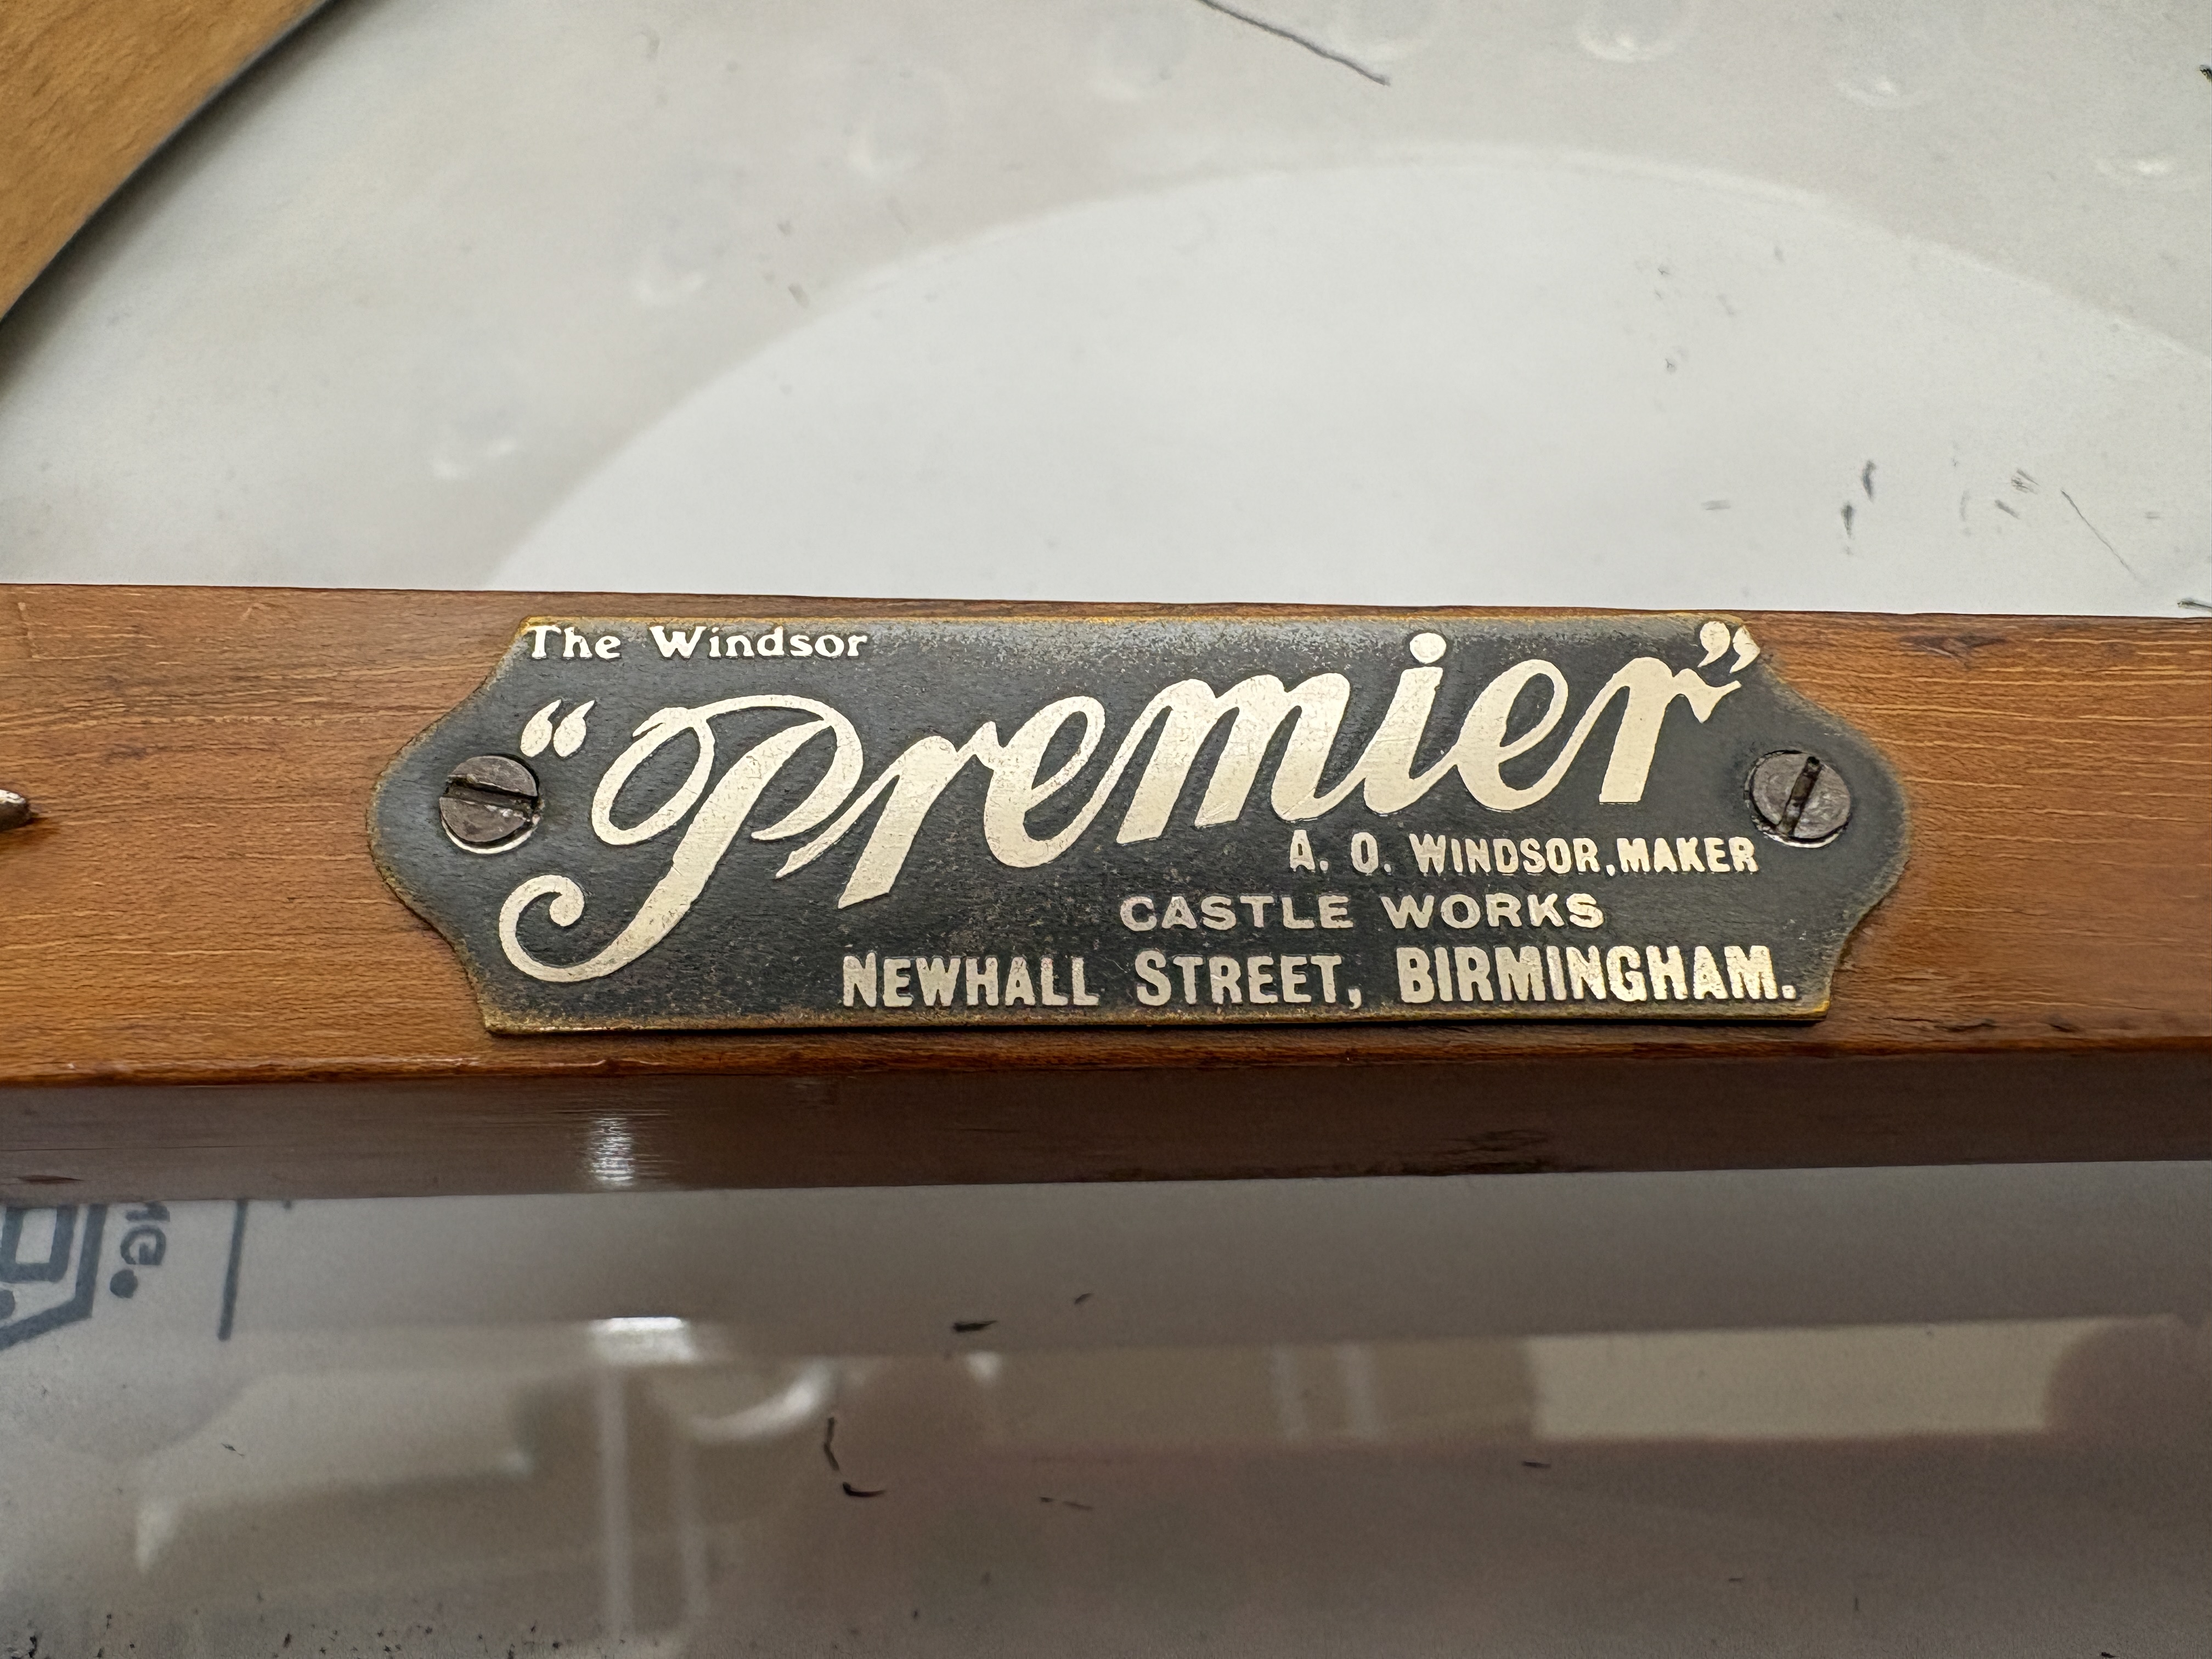 The Windsor
“Premier”
A. O. WINDSOR, MAKER
CASTLE WORKS
NEWHALL STREET, BIRMINGHAM.